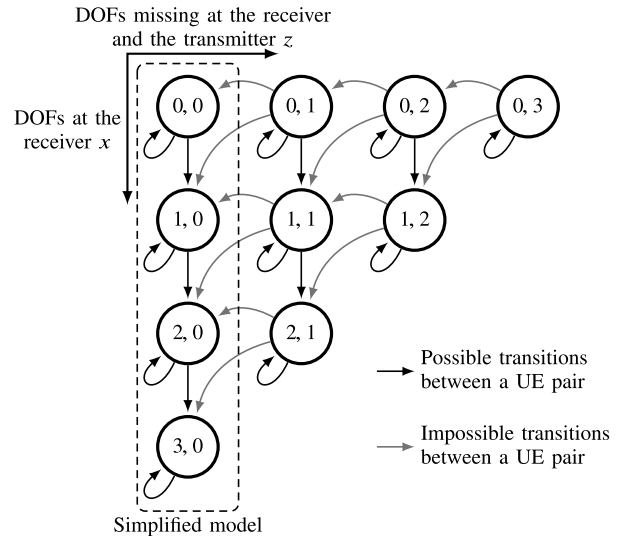 DOFs missing at the receiver
and the transmitter z
DOFs at the
receiver x
0, 0
0, 1
0, 2
0, 3
1, 0
1, 1
1, 2
2, 0
2, 1
3, 0
Possible transitions
between a UE pair
Impossible transitions
between a UE pair
Simplified model